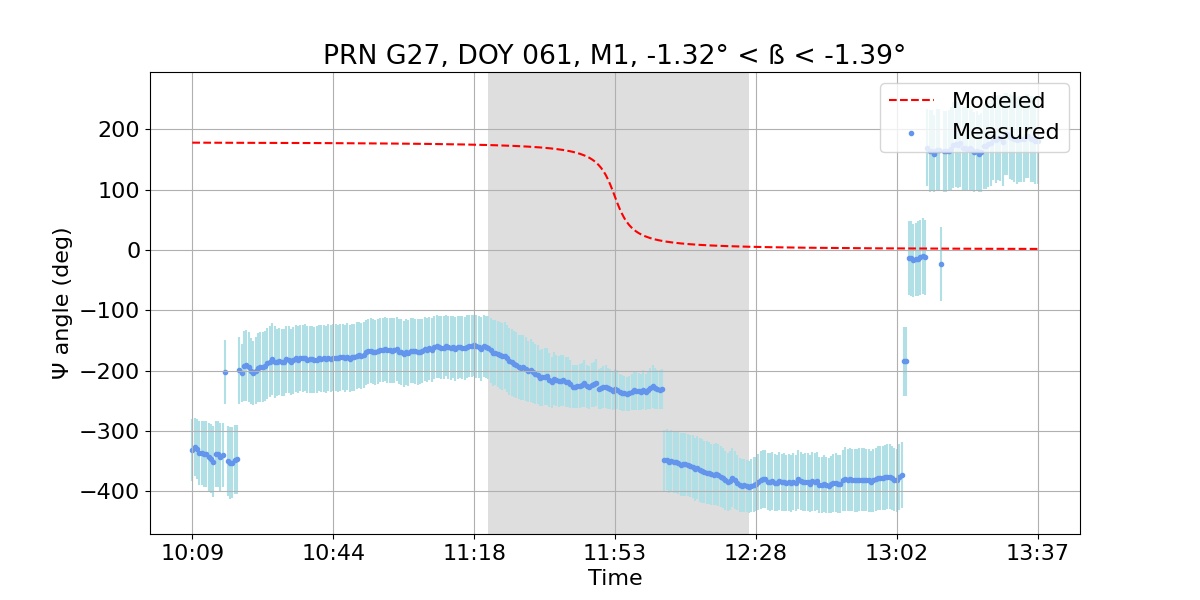 PRN G27, DOY 061, M1, -1.32° < ß < -1.39°
Modeled
Measured
Ψ angle (deg)
200
100
0
−100
−200
−300
−400
10:09
10:44
11:18
11:53
12:28
13:02
13:37
Time